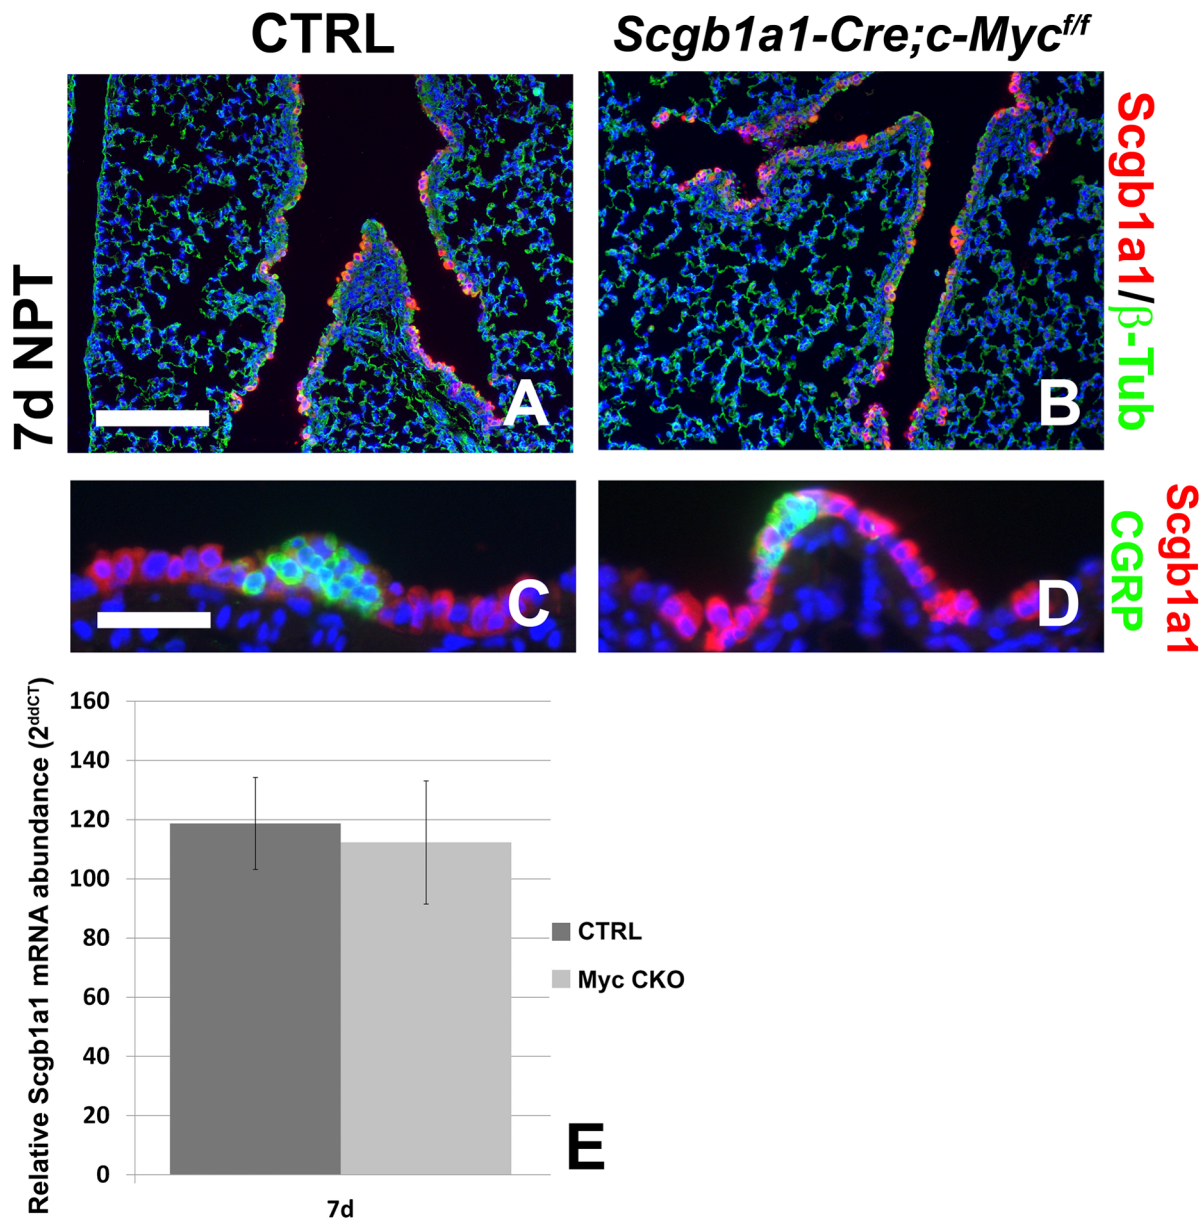 CTRL
Scgb1a1-Cre;c-Myc^f/f
7d NPT
A
B
Scgb1a1/β-Tub
C
D
CGRP
Scgb1a1
Relative Scgb1a1 mRNA abundance (2^ddCT)
160
140
120
100
80
60
40
20
0
7d
CTRL
Myc CKO
E